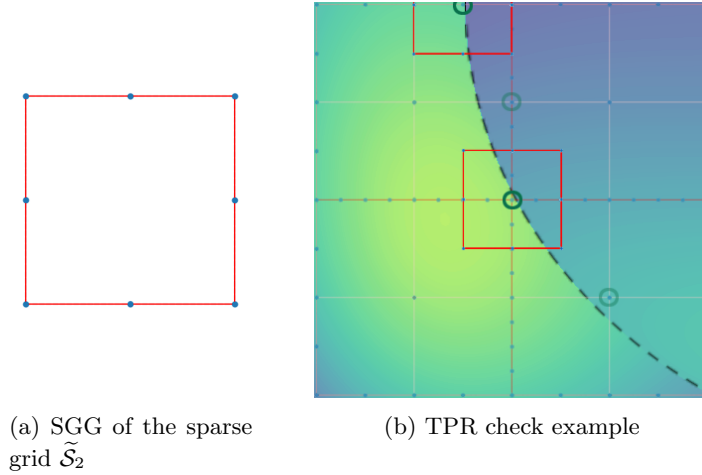 (a) SGG of the sparse
grid $\widetilde{\mathcal{S}}_2$
(b) TPR check example